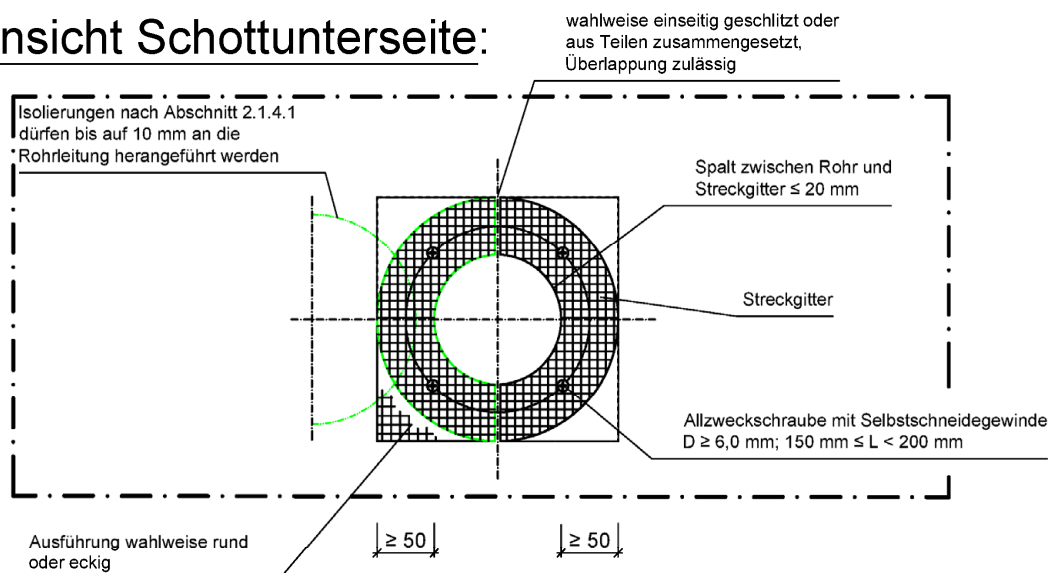 nsicht Schottunterseite:
wahlweise einseitig geschlitzt oder
aus Teilen zusammengesetzt,
Überlappung zulässig
Isolierungen nach Abschnitt 2.1.4.1
dürfen bis auf 10 mm an die
Rohrleitung herangeführt werden
Spalt zwischen Rohr und
Streckgitter ≤ 20 mm
Streckgitter
Allzweckschraube mit Selbstschneidegewinde
D ≥ 6,0 mm; 150 mm ≤ L < 200 mm
≥ 50
≥ 50
Ausführung wahlweise rund
oder eckig